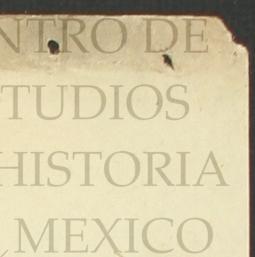 NTRO DE
TUDIOS
HISTORIA
MEXICO